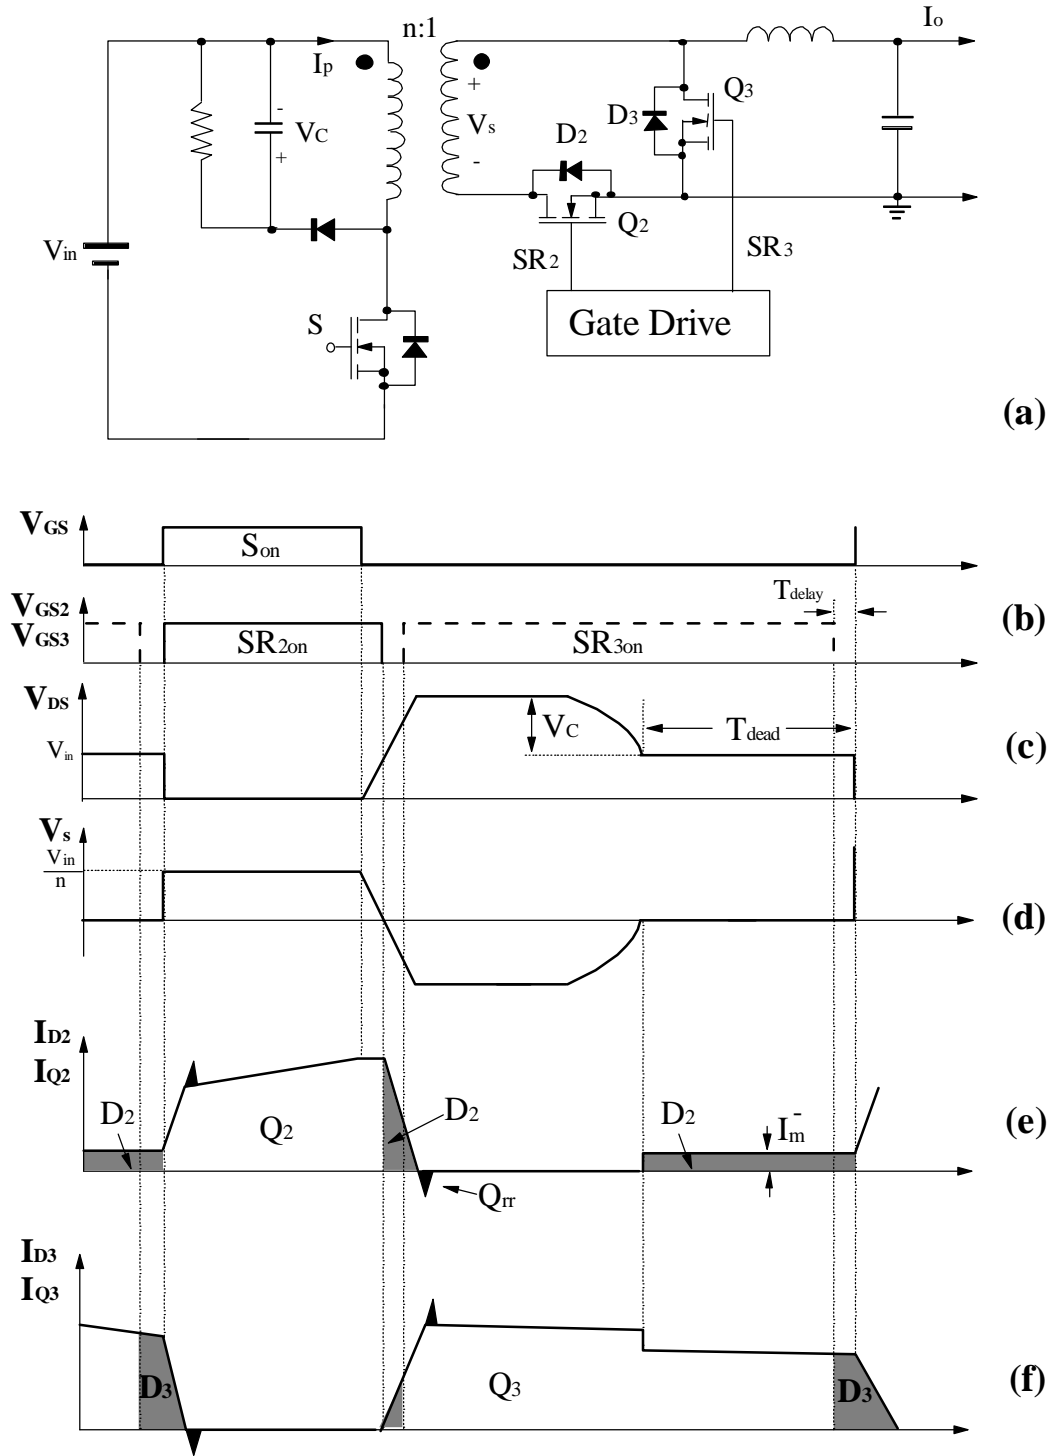 n:1
Io
Ip
Q3
D3
+
Vs
-
D2
-
VC
+
Q2
Vin
SR2
SR3
S
Gate Drive
(a)
VGS
Son
Tdelay
VGS2
VGS3
SR2on
SR3on
(b)
VDS
Vin
VC
Tdead
(c)
Vs
Vin
n
(d)
ID2
IQ2
D2
Q2
D2
D2
Im-
Qrr
(e)
ID3
IQ3
D3
Q3
D3
(f)